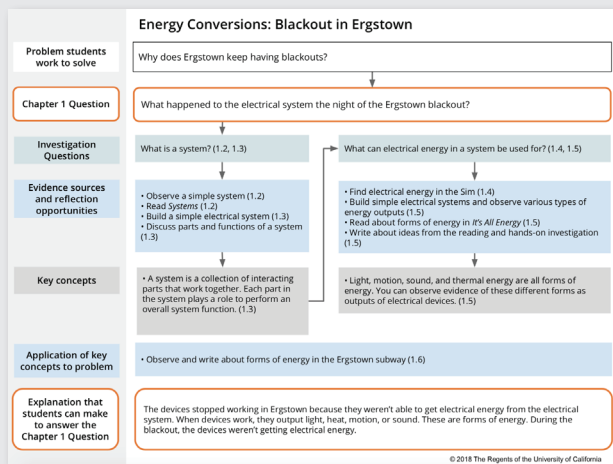 Energy Conversions: Blackout in Ergstown
Problem students
work to solve
Why does Ergstown keep having blackouts?
Chapter 1 Question
What happened to the electrical system the night of the Ergstown blackout?
Investigation
Questions
What is a system? (1.2, 1.3)
What can electrical energy in a system be used for? (1.4, 1.5)
Evidence sources
and reflection
opportunities
• Observe a simple system (1.2)
• Read Systems (1.2)
• Build a simple electrical system (1.3)
• Discuss parts and functions of a system
(1.3)
• Find electrical energy in the Sim (1.4)
• Build simple electrical systems and observe various types of
energy outputs (1.5)
• Read about forms of energy in It's All Energy (1.5)
• Write about ideas from the reading and hands-on investigation
(1.5)
Key concepts
• A system is a collection of interacting
parts that work together. Each part in
the system plays a role to perform an
overall system function. (1.3)
• Light, motion, sound, and thermal energy are all forms of
energy. You can observe evidence of these different forms as
outputs of electrical devices. (1.5)
Application of key
concepts to problem
• Observe and write about forms of energy in the Ergstown subway (1.6)
Explanation that
students can make
to answer the
Chapter 1 Question
The devices stopped working in Ergstown because they weren't able to get electrical energy from the electrical
system. When devices work, they output light, heat, motion, or sound. These are forms of energy. During the
blackout, the devices weren't getting electrical energy.
© 2018 The Regents of the University of California